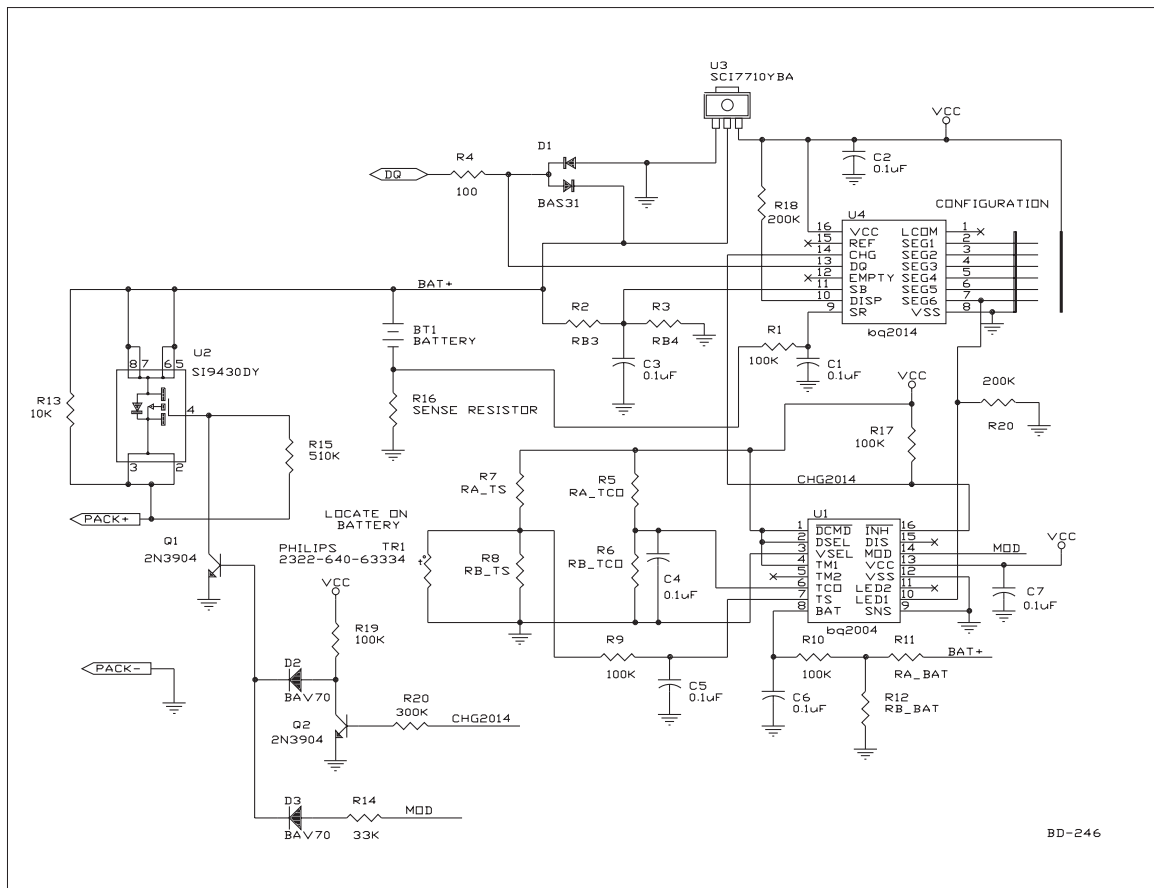 U3
SCI7710YBA
VCC
D1
R4
DQ
100
BAS31
C2
0.1uF
R18
200K
CONFIGURATION
U4
16 VCC LCOM 1
15 REF SEG1 2
14 CHG SEG2 3
13 DQ SEG3 4
12 EMPTY SEG4 5
11 SB SEG5 6
10 DISP SEG6 7
9 SR VSS 8
bq2014
BAT+
BT1
BATTERY
R2
RB3
R3
RB4
C3
0.1uF
R1
100K
C1
0.1uF
U2
SI9430DY
8 7 6 5
4
3 2
R13
10K
R15
510K
R16
SENSE RESISTOR
VCC
R17
100K
200K
R20
PACK+
R7
RA_TS
R5
RA_TCO
CHG2014
LOCATE ON
BATTERY
PHILIPS
2322-640-63334
TR1
t°
R8
RB_TS
R6
RB_TCO
C4
0.1uF
U1
1 DCMD INH 16
2 DSEL DIS 15
3 VSEL MOD 14
4 TM1 VCC 13
5 TM2 VSS 12
6 TCO LED2 11
7 TS LED1 10
8 BAT SNS 9
bq2004
MOD
VCC
C7
0.1uF
Q1
2N3904
VCC
R19
100K
R9
100K
C5
0.1uF
R10
100K
R11
RA_BAT
BAT+
C6
0.1uF
R12
RB_BAT
PACK-
D2
BAV70
Q2
2N3904
R20
300K
CHG2014
D3
BAV70
R14
33K
MOD
BD-246